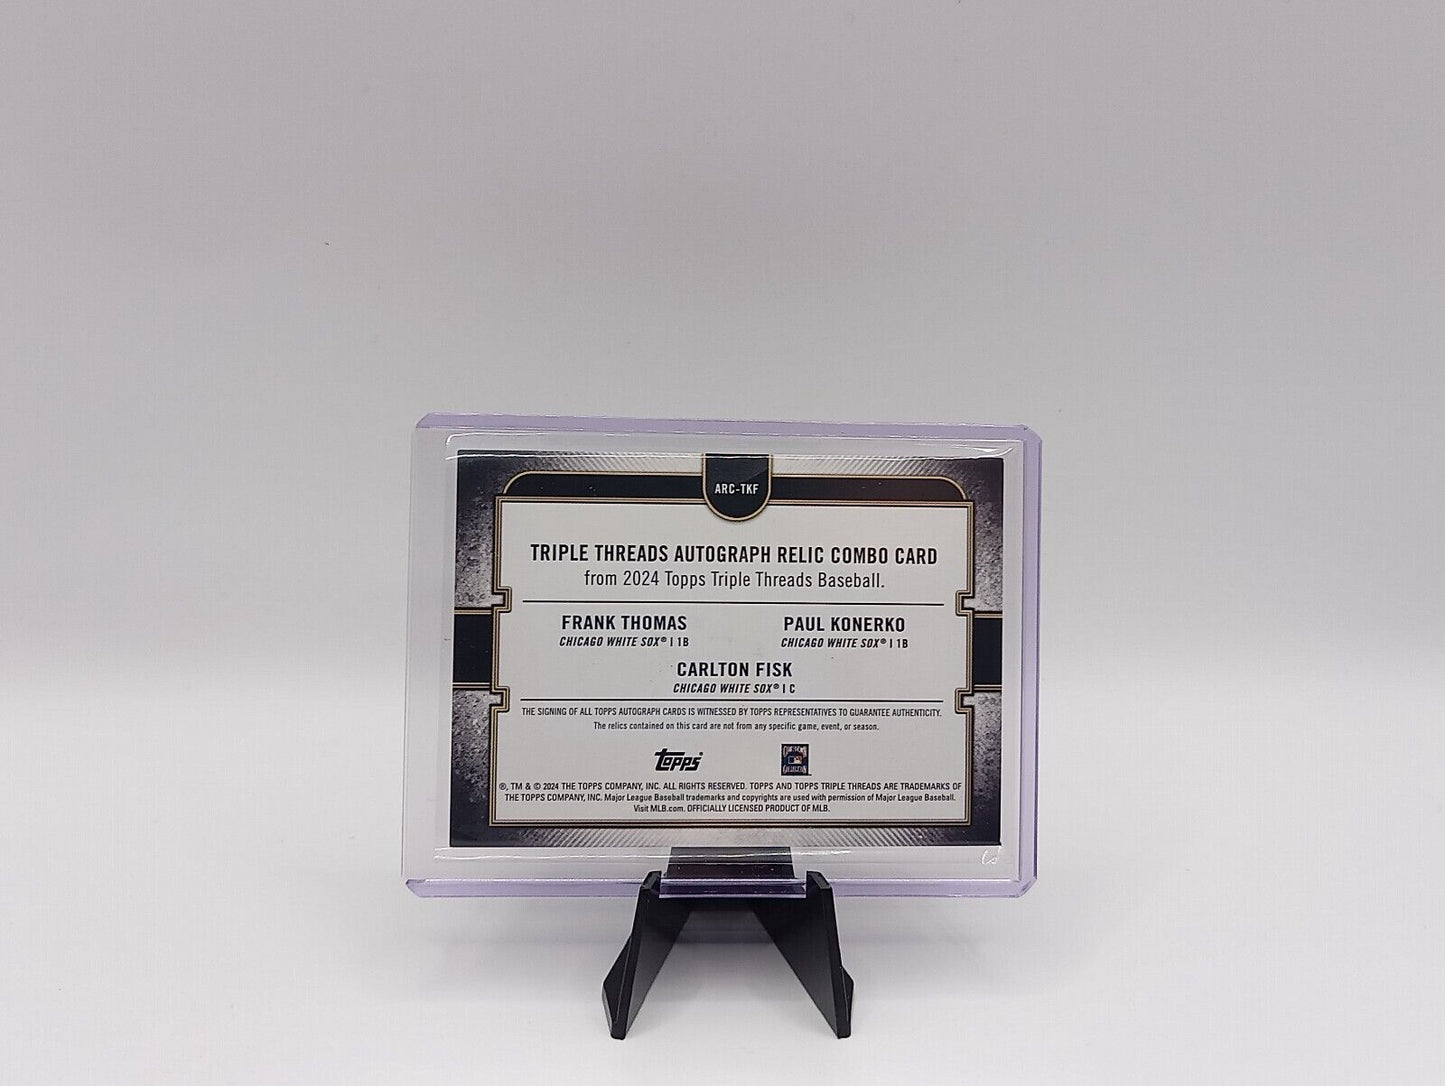 ARC-TKF
TRIPLE THREADS AUTOGRAPH RELIC COMBO CARD
from 2024 Topps Triple Threads Baseball.
FRANK THOMAS PAUL KONERKO
CHICAGO WHITE SOX® | 1B CHICAGO WHITE SOX® | 1B
CARLTON FISK
CHICAGO WHITE SOX® | C
THE SIGNING OF ALL TOPPS AUTOGRAPH CARDS IS WITNESSED BY TOPPS REPRESENTATIVES TO GUARANTEE AUTHENTICITY.
The relics contained on this card are not from any specific game, event, or season.
Topps
®, TM & © 2024 THE TOPPS COMPANY, INC. ALL RIGHTS RESERVED. TOPPS AND TOPPS TRIPLE THREADS ARE TRADEMARKS OF
THE TOPPS COMPANY, INC. Major League Baseball trademarks and copyrights are used with permission of Major League Baseball.
Visit MLB.com. OFFICIALLY LICENSED PRODUCT OF MLB.